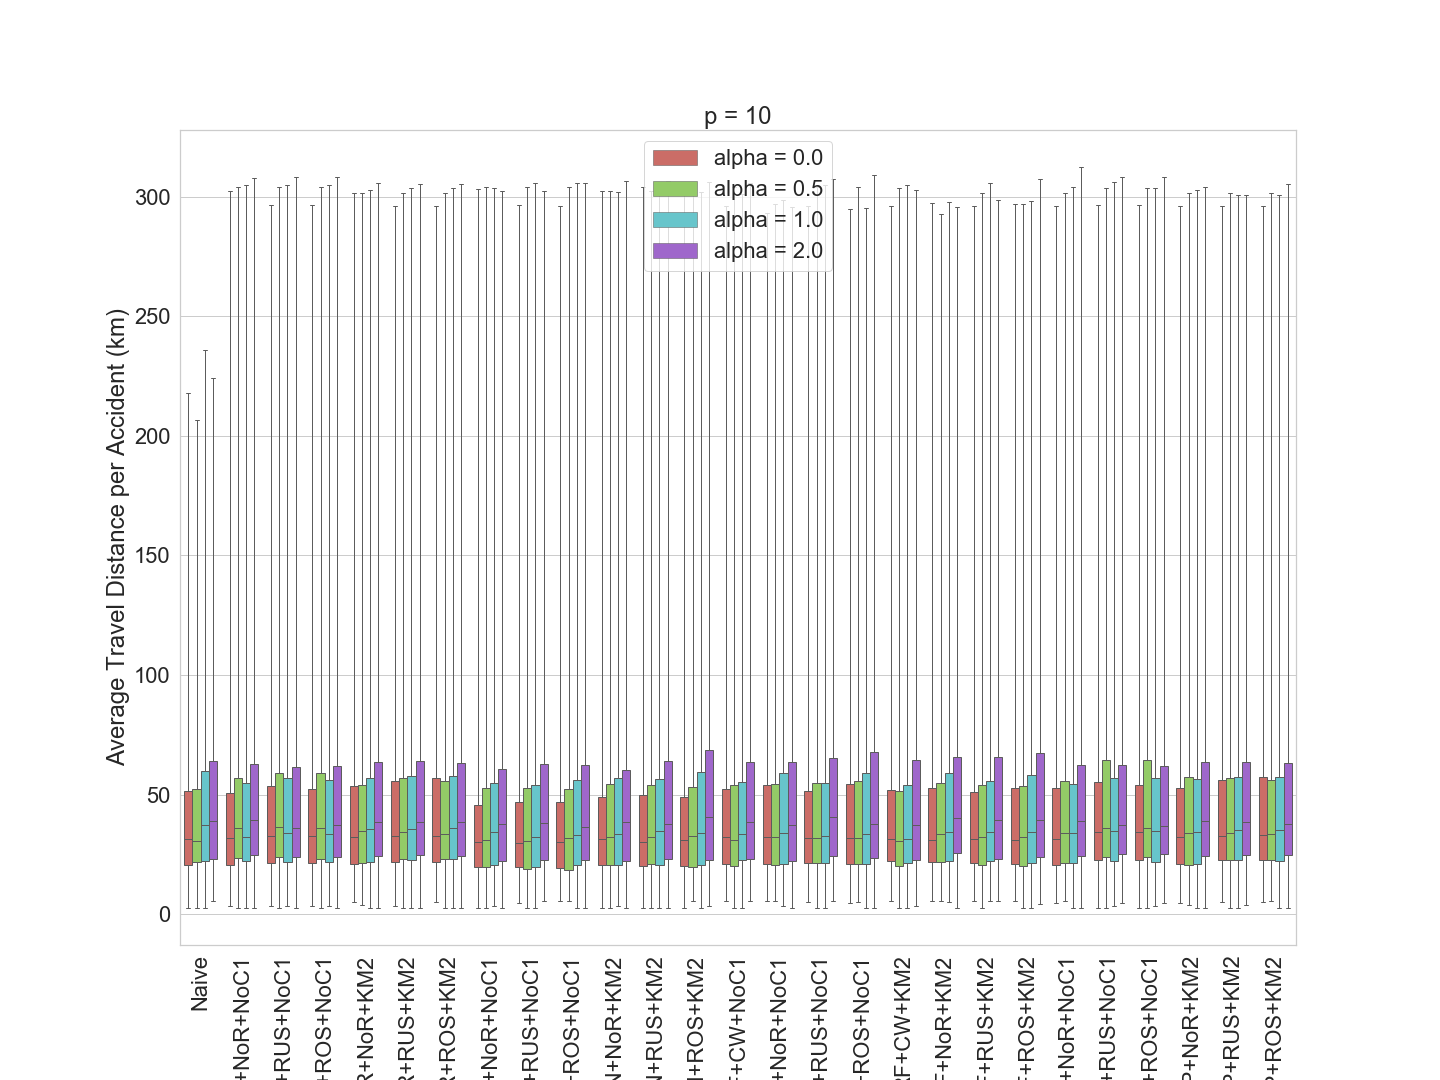 p = 10
alpha = 0.0
alpha = 0.5
alpha = 1.0
alpha = 2.0
Average Travel Distance per Accident (km)
300
250
200
150
100
50
0
Naive
+NoR+NoC1
+RUS+NoC1
+ROS+NoC1
R+NoR+KM2
R+RUS+KM2
R+ROS+KM2
+NoR+NoC1
+RUS+NoC1
-ROS+NoC1
N+NoR+KM2
N+RUS+KM2
N+ROS+KM2
F+CW+NoC1
+NoR+NoC1
+RUS+NoC1
-ROS+NoC1
RF+CW+KM2
F+NoR+KM2
F+RUS+KM2
F+ROS+KM2
+NoR+NoC1
+RUS+NoC1
+ROS+NoC1
P+NoR+KM2
P+RUS+KM2
P+ROS+KM2